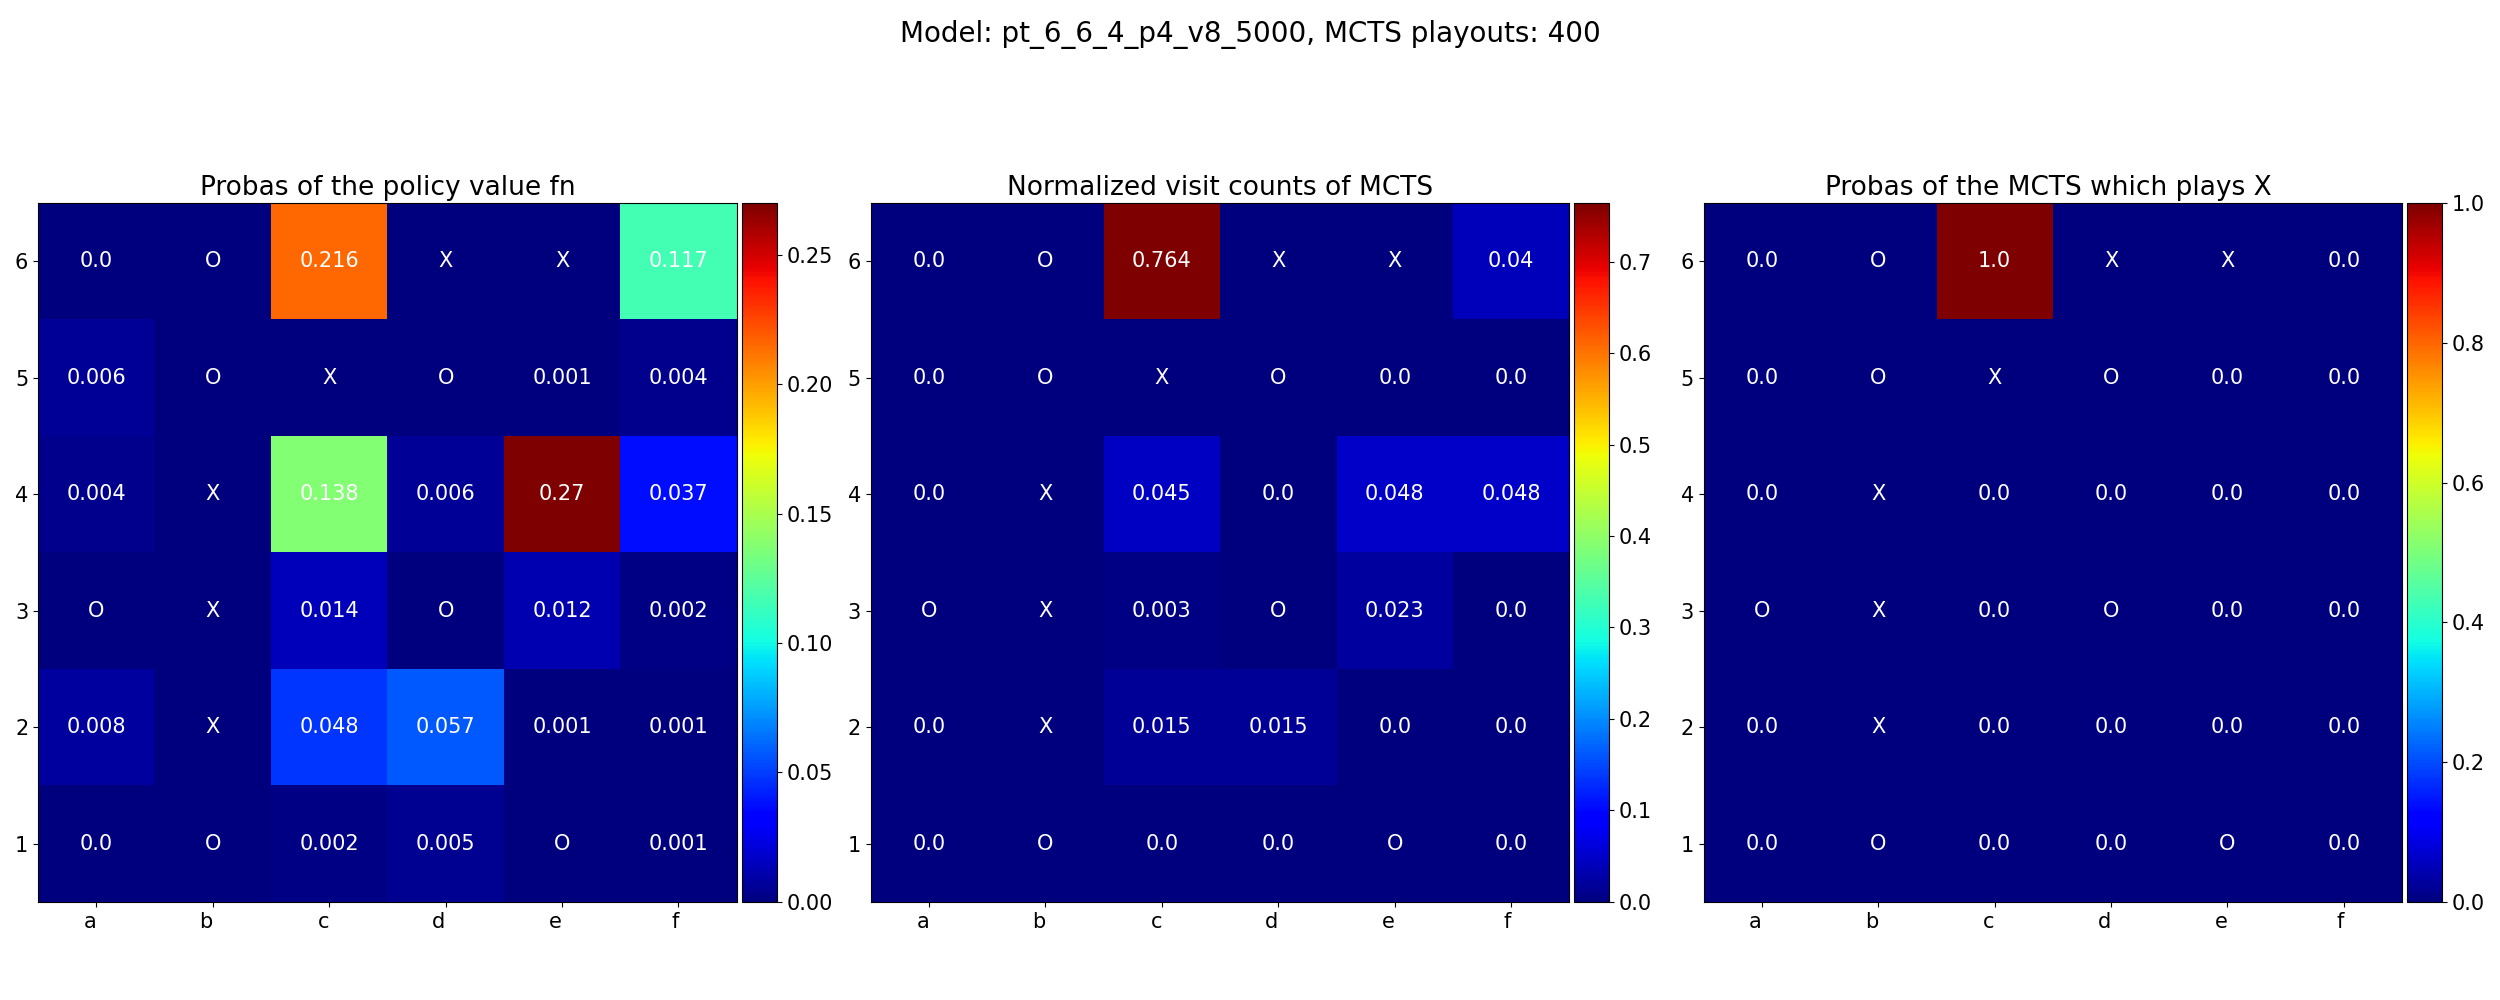 Model: pt_6_6_4_p4_v8_5000, MCTS playouts: 400
Probas of the policy value fn
6 0.0 O 0.216 X X 0.117
5 0.006 O X O 0.001 0.004
4 0.004 X 0.138 0.006 0.27 0.037
3 O X 0.014 O 0.012 0.002
2 0.008 X 0.048 0.057 0.001 0.001
1 0.0 O 0.002 0.005 O 0.001
a b c d e f
0.25
0.20
0.15
0.10
0.05
0.00
Normalized visit counts of MCTS
6 0.0 O 0.764 X X 0.04
5 0.0 O X O 0.0 0.0
4 0.0 X 0.045 0.0 0.048 0.048
3 O X 0.003 O 0.023 0.0
2 0.0 X 0.015 0.015 0.0 0.0
1 0.0 O 0.0 0.0 O 0.0
a b c d e f
0.7
0.6
0.5
0.4
0.3
0.2
0.1
0.0
Probas of the MCTS which plays X
6 0.0 O 1.0 X X 0.0
5 0.0 O X O 0.0 0.0
4 0.0 X 0.0 0.0 0.0 0.0
3 O X 0.0 O 0.0 0.0
2 0.0 X 0.0 0.0 0.0 0.0
1 0.0 O 0.0 0.0 O 0.0
a b c d e f
1.0
0.8
0.6
0.4
0.2
0.0